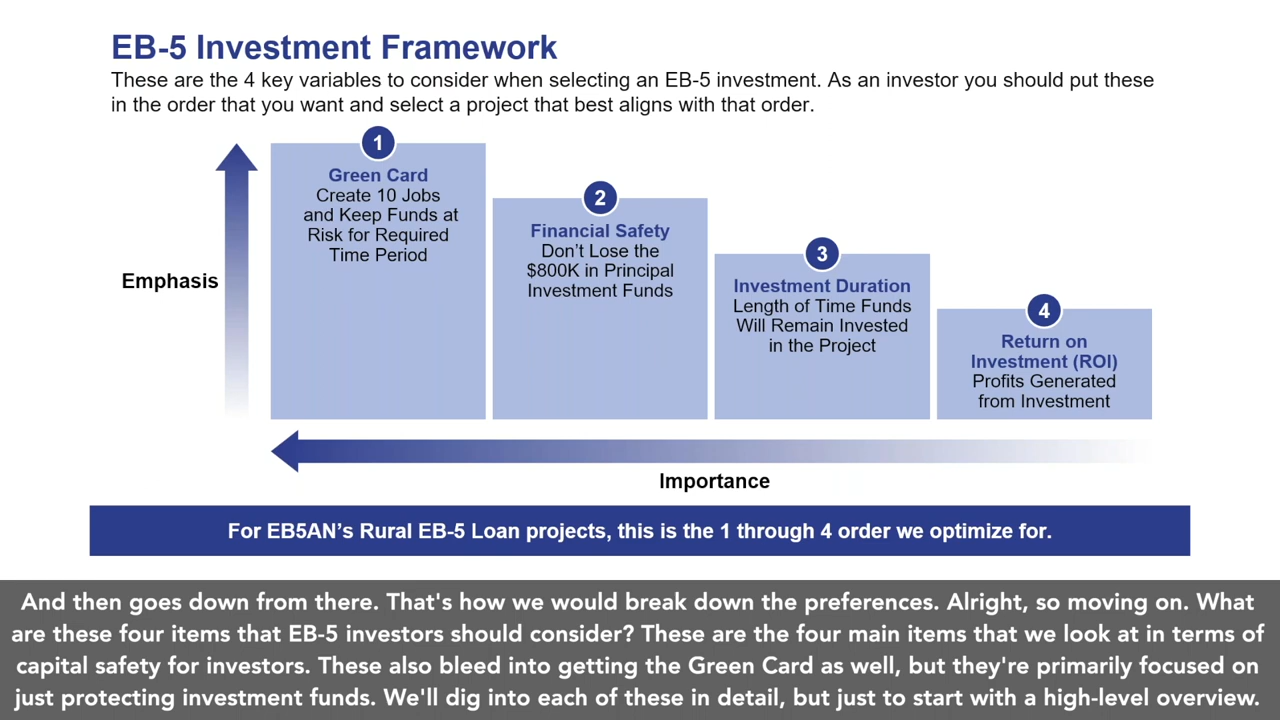 EB-5 Investment Framework
These are the 4 key variables to consider when selecting an EB-5 investment. As an investor you should put these
in the order that you want and select a project that best aligns with that order.
Emphasis
1
Green Card
Create 10 Jobs
and Keep Funds at
Risk for Required
Time Period
2
Financial Safety
Don't Lose the
$800K in Principal
Investment Funds
3
Investment Duration
Length of Time Funds
Will Remain Invested
in the Project
4
Return on
Investment (ROI)
Profits Generated
from Investment
Importance
For EB5AN's Rural EB-5 Loan projects, this is the 1 through 4 order we optimize for.
And then goes down from there. That's how we would break down the preferences. Alright, so moving on. What
are these four items that EB-5 investors should consider? These are the four main items that we look at in terms of
capital safety for investors. These also bleed into getting the Green Card as well, but they're primarily focused on
just protecting investment funds. We'll dig into each of these in detail, but just to start with a high-level overview.